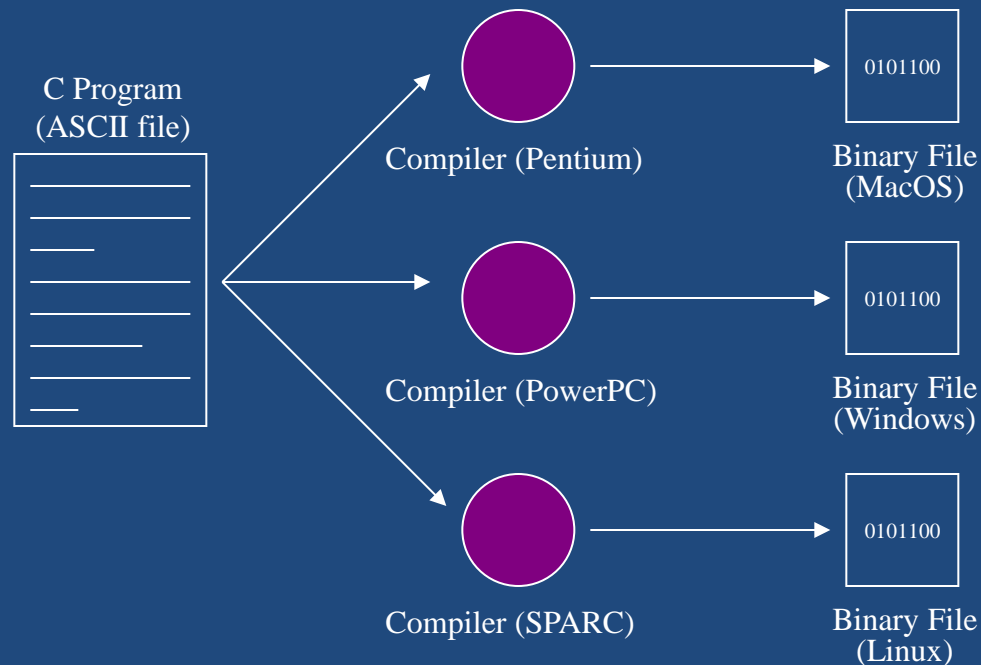 C Program
(ASCII file)
Compiler (Pentium)
0101100
Binary File
(MacOS)
Compiler (PowerPC)
0101100
Binary File
(Windows)
Compiler (SPARC)
0101100
Binary File
(Linux)